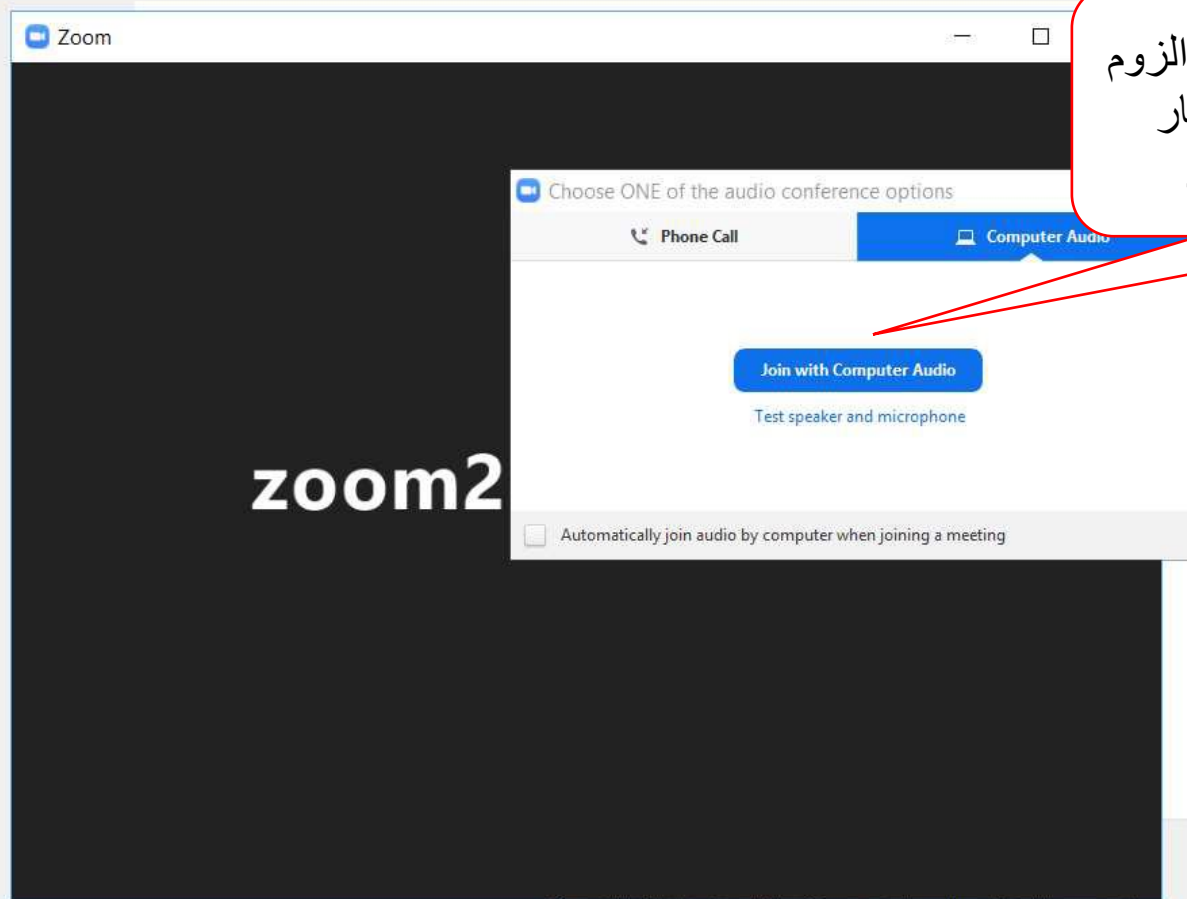 Zoom
الزوم
Choose ONE of the audio conference options
Phone Call
Computer Audio
Join with Computer Audio
Test speaker and microphone
zoom2
Automatically join audio by computer when joining a meeting